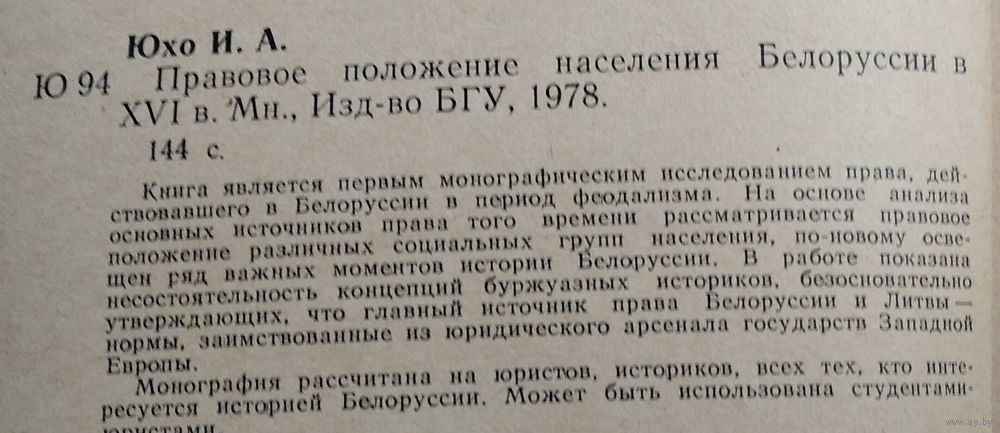 Юхо И. А.
Ю 94 Правовое положение населения Белоруссии в
XVI в. Мн., Изд-во БГУ, 1978.
144 с.
Книга является первым монографическим исследованием права, дей-
ствовавшего в Белоруссии в период феодализма. На основе анализа
основных источников права того времени рассматривается правовое
положение различных социальных групп населения, по-новому осве-
щен ряд важных моментов истории Белоруссии. В работе показана
несостоятельность концепций буржуазных историков, безосновательно
утверждающих, что главный источник права Белоруссии и Литвы —
нормы, заимствованные из юридического арсенала государств Западной
Европы.
Монография рассчитана на юристов, историков, всех тех, кто инте-
ресуется историей Белоруссии. Может быть использована студентами-
юристами.
www.ay.by